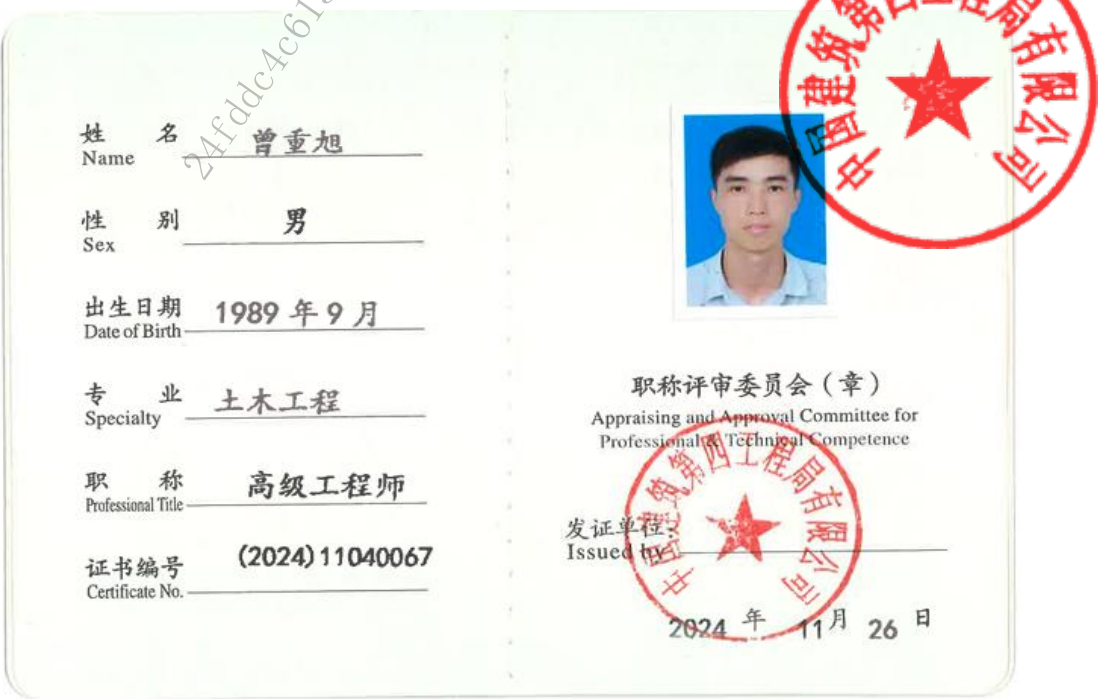 姓 名 曾重旭
Name
性 别 男
Sex
出生日期 1989 年 9 月
Date of Birth
专 业 土木工程
Specialty
职 称 高级工程师
Professional Title
证书编号 (2024)11040067
Certificate No.
中国建筑第四工程局有限公司
职称评审委员会（章）
Appraising and Approval Committee for
Professional & Technical Competence
中国建筑第四工程局有限公司
发证单位:
Issued by
2024 年 11 月 26 日
24fddc4c61